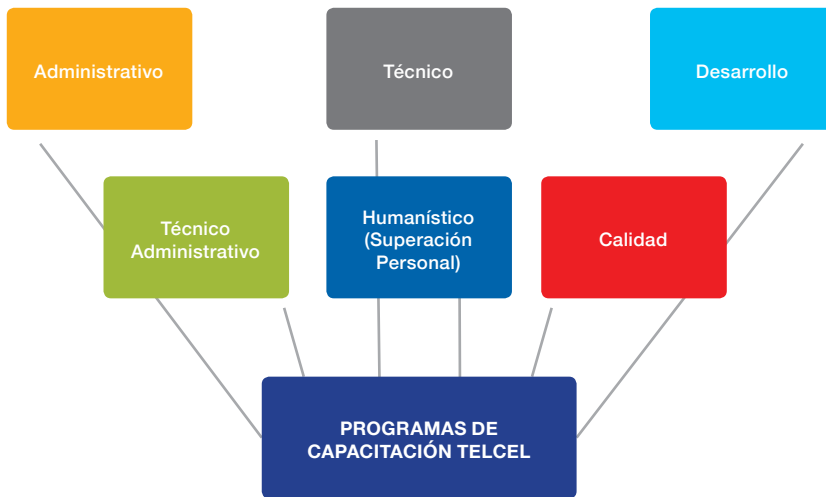 Administrativo
Técnico
Desarrollo
Técnico
Administrativo
Humanístico
(Superación
Personal)
Calidad
PROGRAMAS DE
CAPACITACIÓN TELCEL